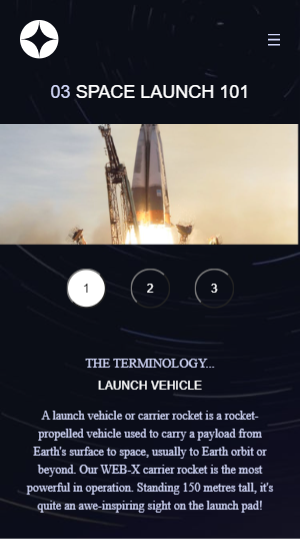 03 SPACE LAUNCH 101
1 2 3
THE TERMINOLOGY...
LAUNCH VEHICLE
A launch vehicle or carrier rocket is a rocket-
propelled vehicle used to carry a payload from
Earth's surface to space, usually to Earth orbit or
beyond. Our WEB-X carrier rocket is the most
powerful in operation. Standing 150 metres tall, it's
quite an awe-inspiring sight on the launch pad!